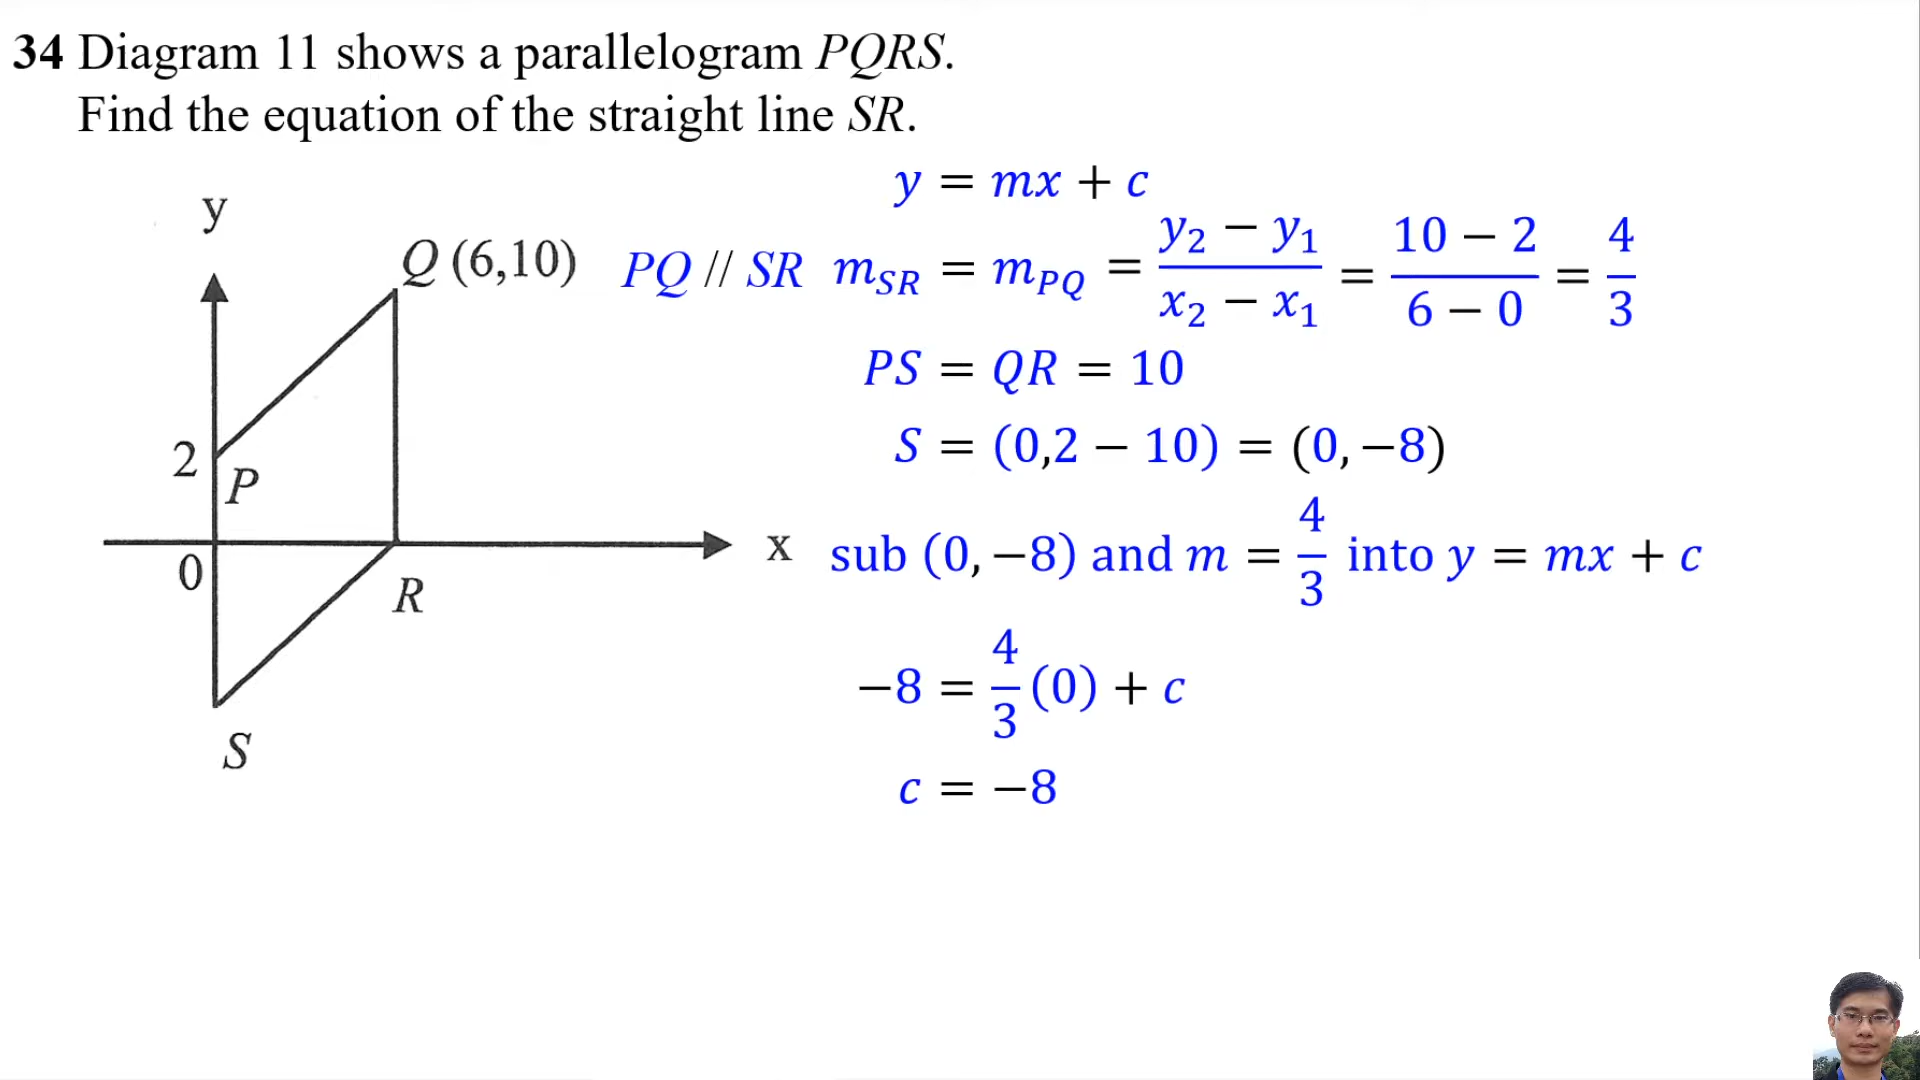 34 Diagram 11 shows a parallelogram PQRS.
Find the equation of the straight line SR.
y = mx + c
y
Q (6,10)
PQ // SR m_SR = m_PQ = (y₂ − y₁)/(x₂ − x₁) = (10 − 2)/(6 − 0) = 4/3
PS = QR = 10
2
P
S = (0,2 − 10) = (0, −8)
x
sub (0, −8) and m = 4/3 into y = mx + c
0
R
−8 = 4/3 (0) + c
S
c = −8